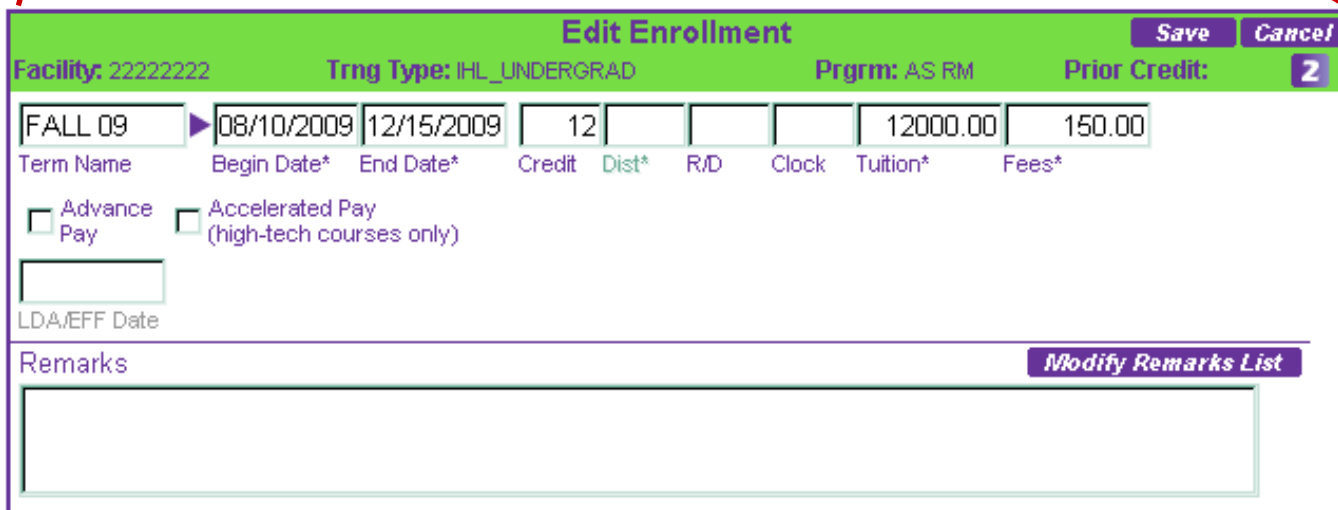 Edit Enrollment Save Cancel
Facility: 22222222 Trng Type: IHL_UNDERGRAD Prgrm: AS RM Prior Credit: 2
FALL 09 08/10/2009 12/15/2009 12 12000.00 150.00
Term Name Begin Date* End Date* Credit Dist* R/D Clock Tuition* Fees*
Advance Accelerated Pay
Pay (high-tech courses only)
LDA/EFF Date
Remarks Modify Remarks List